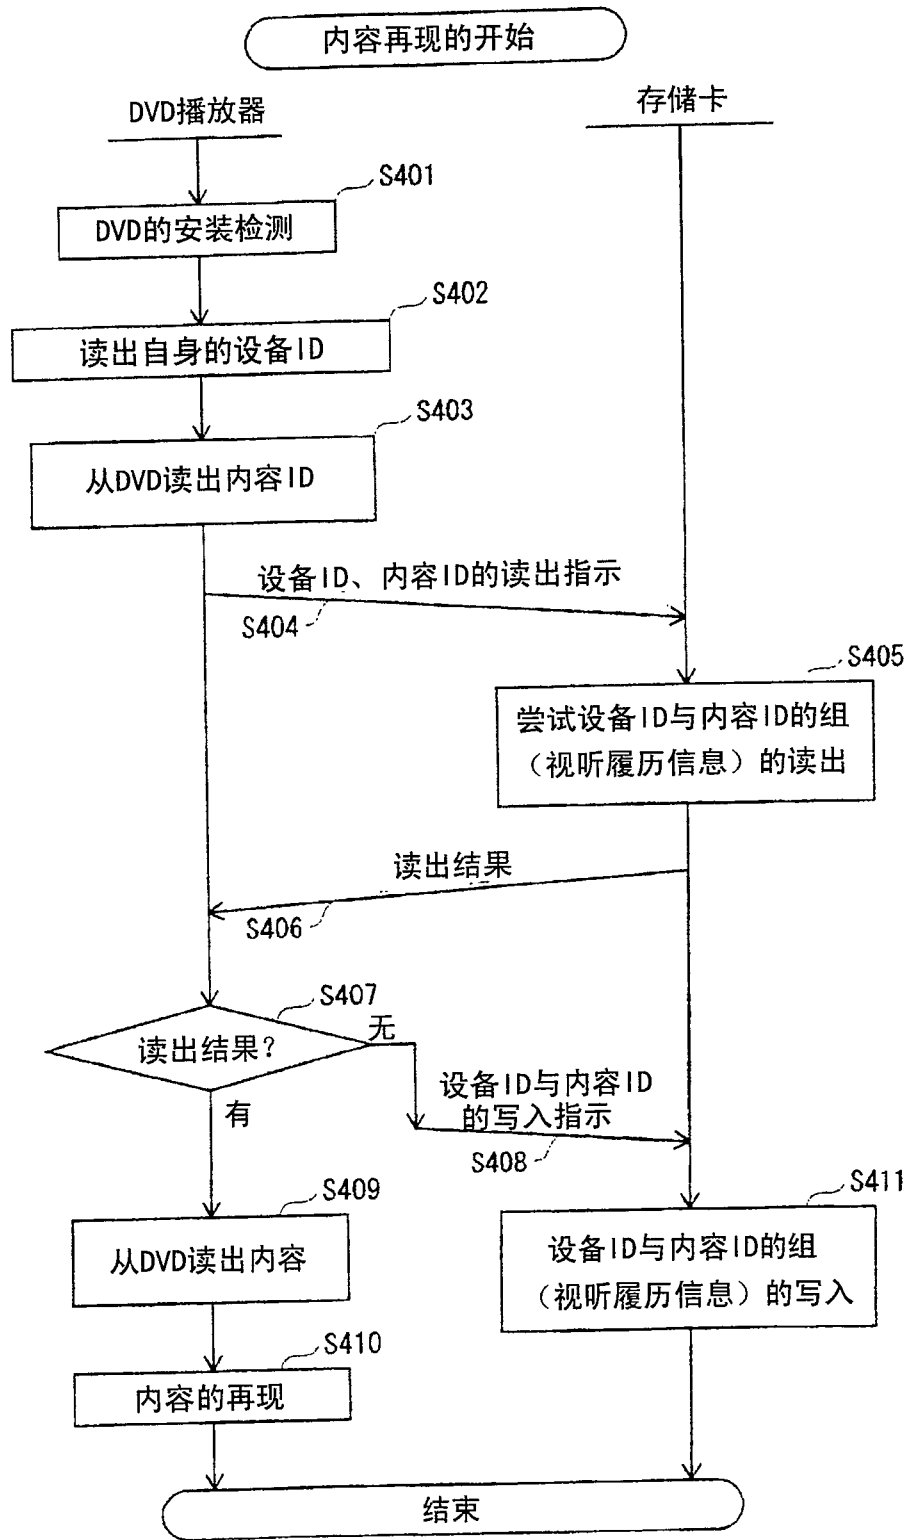 内容再现的开始
DVD播放器
存储卡
S401
DVD的安装检测
S402
读出自身的设备ID
S403
从DVD读出内容ID
设备ID、内容ID的读出指示
S404
S405
尝试设备ID与内容ID的组
(视听履历信息)的读出
读出结果
S406
S407
读出结果?
无
设备ID与内容ID
的写入指示
有
S408
S409
从DVD读出内容
S411
设备ID与内容ID的组
(视听履历信息)的写入
S410
内容的再现
结束